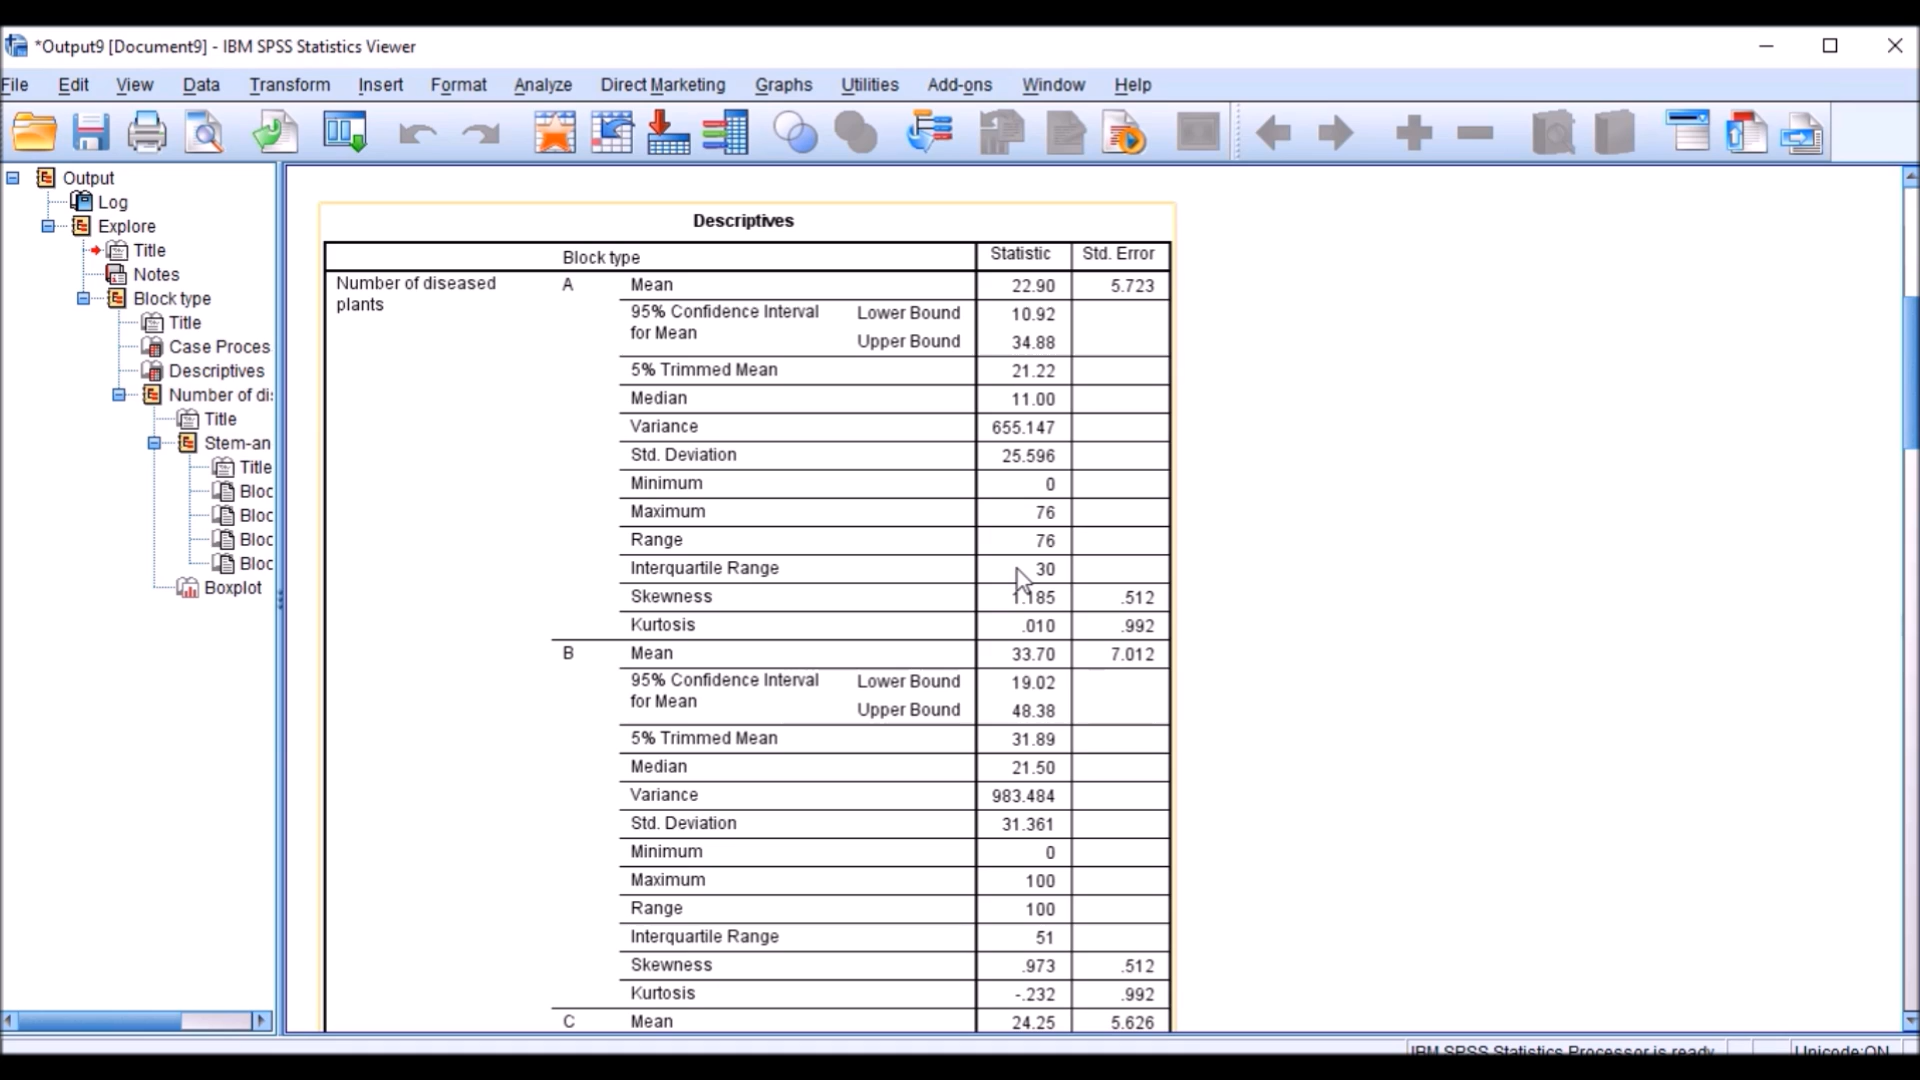 *Output9 [Document9] - IBM SPSS Statistics Viewer
File Edit View Data Transform Insert Format Analyze Direct Marketing Graphs Utilities Add-ons Window Help
Output
Log
Explore
Title
Notes
Block type
Title
Case Proces
Descriptives
Number of di
Title
Stem-an
Title
Bloc
Bloc
Bloc
Bloc
Boxplot
Descriptives
Block type Statistic Std. Error
Number of diseased plants A Mean 22.90 5.723
95% Confidence Interval for Mean Lower Bound 10.92
Upper Bound 34.88
5% Trimmed Mean 21.22
Median 11.00
Variance 655.147
Std. Deviation 25.596
Minimum 0
Maximum 76
Range 76
Interquartile Range 30
Skewness 1.185 .512
Kurtosis .010 .992
B Mean 33.70 7.012
95% Confidence Interval for Mean Lower Bound 19.02
Upper Bound 48.38
5% Trimmed Mean 31.89
Median 21.50
Variance 983.484
Std. Deviation 31.361
Minimum 0
Maximum 100
Range 100
Interquartile Range 51
Skewness .973 .512
Kurtosis -.232 .992
C Mean 24.25 5.626
IBM SPSS Statistics Processor is ready Unicode:ON